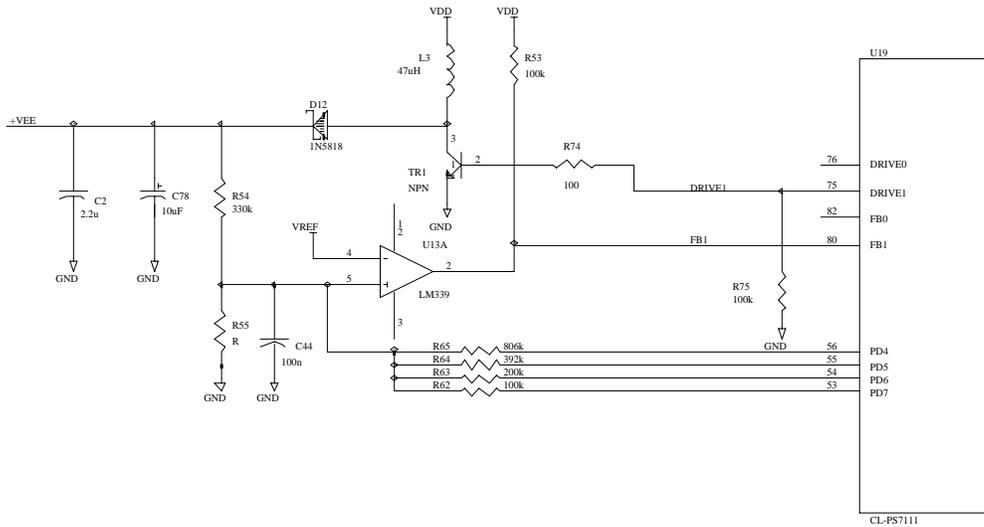 VDD VDD
U19
L3 R53
47uH 100k
D12
+VEE
3
1N5818 R74
TR1 1 2 76 DRIVE0
NPN 100 DRIVE1 75 DRIVE1
C2 C78 R54
2.2u 10uF 330k 82 FB0
GND
1
2
VREF U13A FB1 80 FB1
4 -
2
GND GND 5 +
R75
LM339 100k
3
R55
R
C44 GND
R65 806k 56 PD4
100n R64 392k 55 PD5
R63 200k 54 PD6
R62 100k 53 PD7
GND GND
CL-PS7111